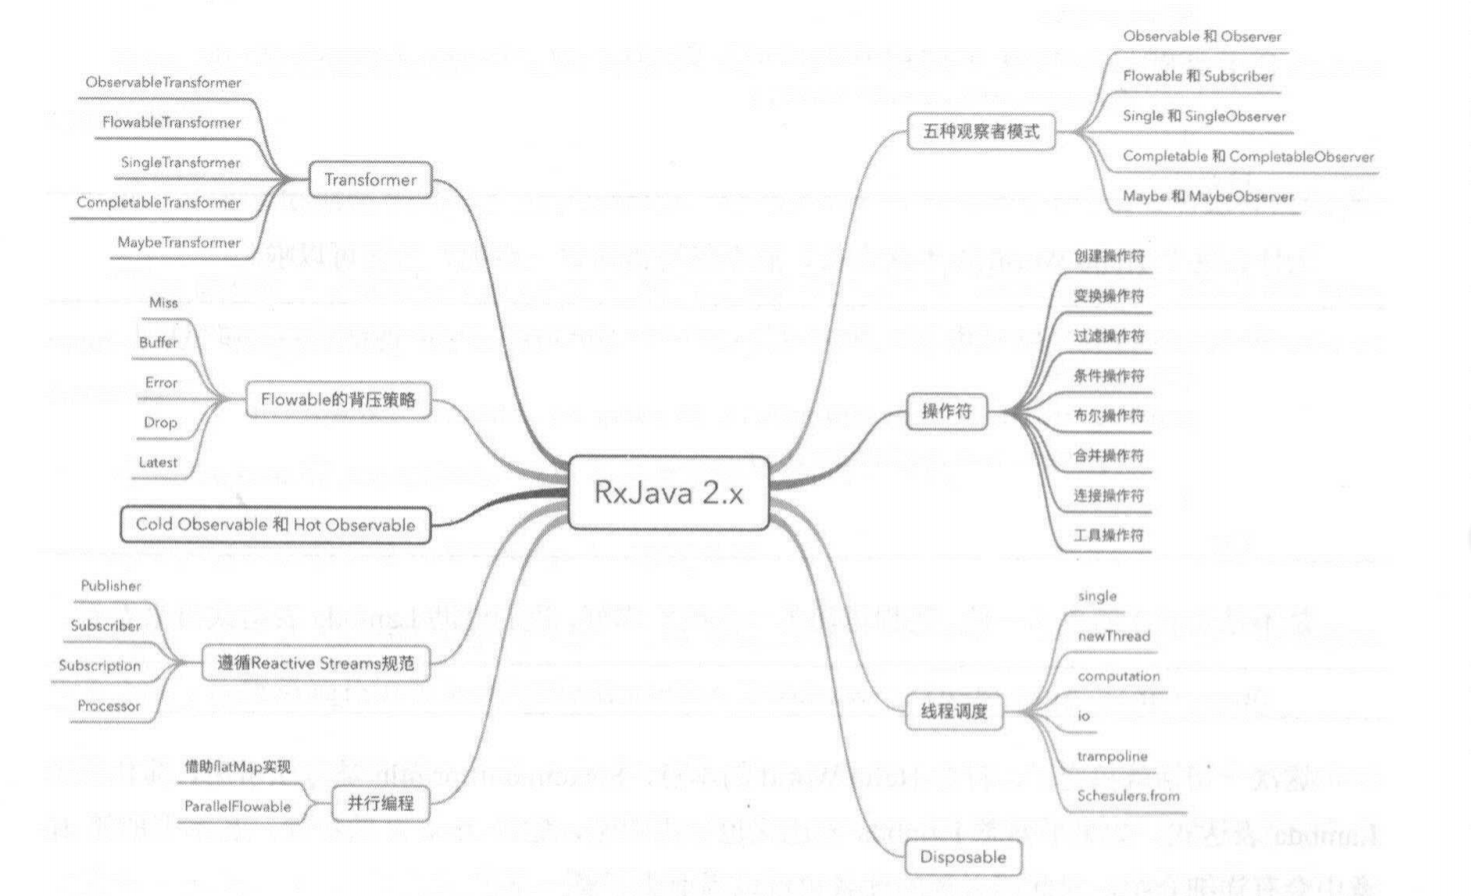 RxJava 2.x
Transformer
ObservableTransformer
FlowableTransformer
SingleTransformer
CompletableTransformer
MaybeTransformer
Flowable的背压策略
Miss
Buffer
Error
Drop
Latest
Cold Observable 和 Hot Observable
遵循Reactive Streams规范
Publisher
Subscriber
Subscription
Processor
并行编程
借助flatMap实现
ParallelFlowable
五种观察者模式
Observable 和 Observer
Flowable 和 Subscriber
Single 和 SingleObserver
Completable 和 CompletableObserver
Maybe 和 MaybeObserver
操作符
创建操作符
变换操作符
过滤操作符
条件操作符
布尔操作符
合并操作符
连接操作符
工具操作符
线程调度
single
newThread
computation
io
trampoline
Schesulers.from
Disposable